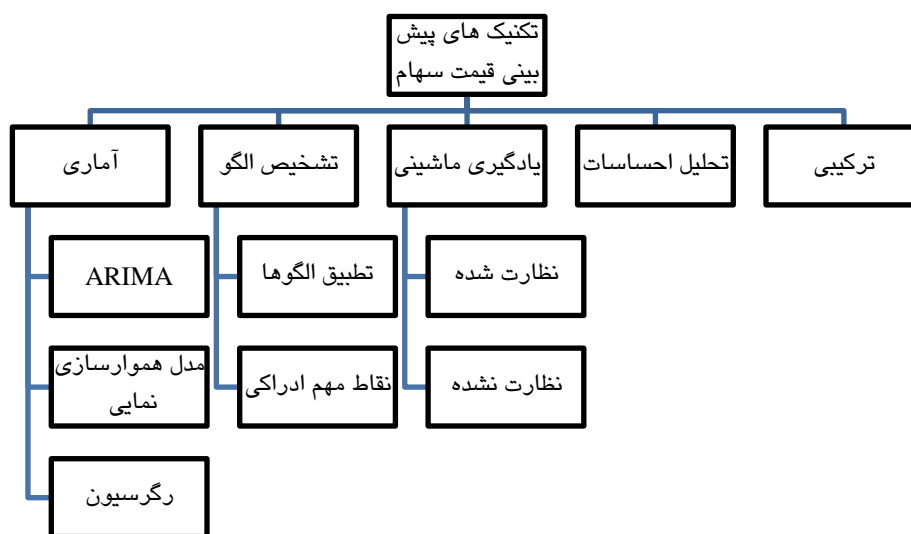 تکنیک های پیش
بینی قیمت سهام
آماری
تشخیص الگو
یادگیری ماشینی
تحلیل احساسات
ترکیبی
ARIMA
تطبیق الگوها
نظارت شده
مدل هموارسازی
نمایی
نقاط مهم ادراکی
نظارت نشده
رگرسیون